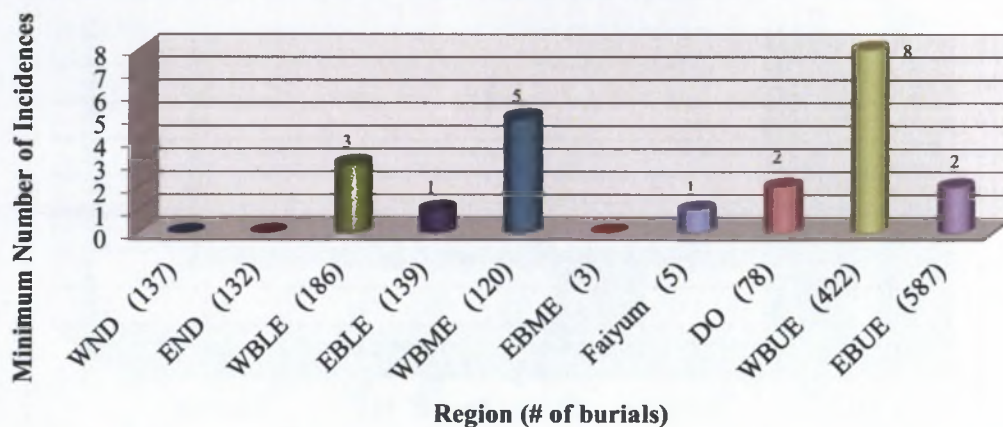 Minimum Number of Incidences
8
7
6
5
4
3
2
1
0
3
1
5
1
2
8
2
WND (137)
END (132)
WBLE (186)
EBLE (139)
WBME (120)
EBME (3)
Faiyum (5)
DO (78)
WBUE (422)
EBUE (587)
Region (# of burials)